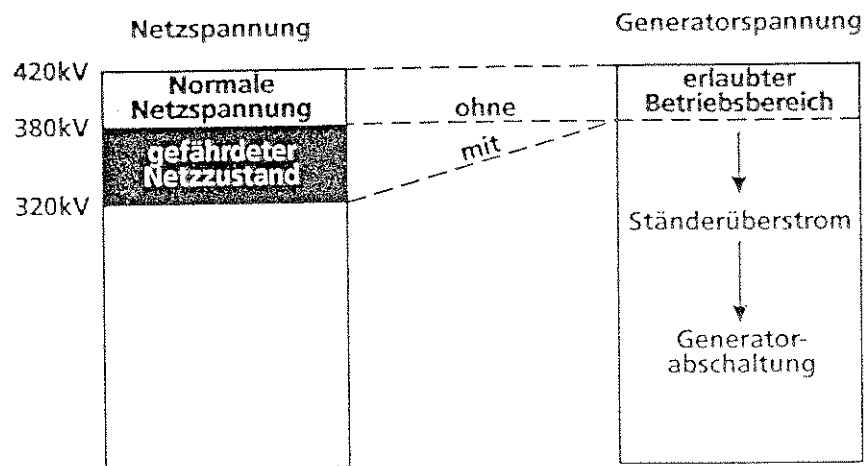 Netzspannung
Generatorspannung
420kV
Normale
Netzspannung
erlaubter
Betriebsbereich
380kV
ohne
gefährdeter
Netzzustand
mit
320kV
Ständerüberstrom
Generator-
abschaltung